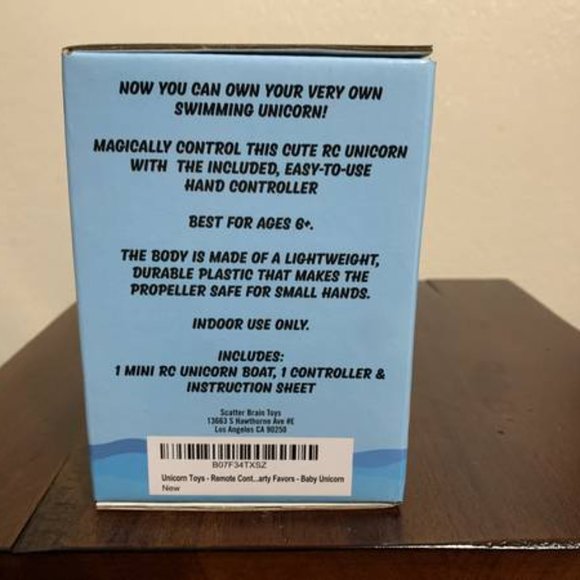 NOW YOU CAN OWN YOUR VERY OWN
SWIMMING UNICORN!
MAGICALLY CONTROL THIS CUTE RC UNICORN
WITH THE INCLUDED, EASY-TO-USE
HAND CONTROLLER
BEST FOR AGES 6+.
THE BODY IS MADE OF A LIGHTWEIGHT,
DURABLE PLASTIC THAT MAKES THE
PROPELLER SAFE FOR SMALL HANDS.
INDOOR USE ONLY.
INCLUDES:
1 MINI RC UNICORN BOAT, 1 CONTROLLER &
INSTRUCTION SHEET
Scatter Brain Toys
13663 S Hawthorne Ave #E
Los Angeles CA 90250
B07F34TXSZ
Unicorn Toys - Remote Cont...arty Favors - Baby Unicorn
New